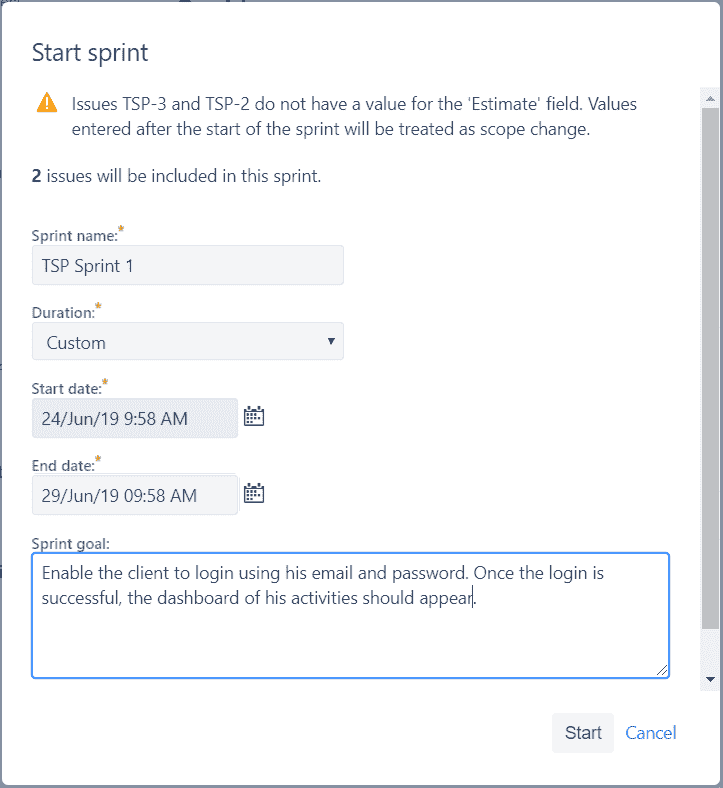 Start sprint
Issues TSP-3 and TSP-2 do not have a value for the 'Estimate' field. Values
entered after the start of the sprint will be treated as scope change.
2 issues will be included in this sprint.
Sprint name:*
TSP Sprint 1
Duration:*
Custom
Start date:*
24/Jun/19 9:58 AM
End date:*
29/Jun/19 09:58 AM
Sprint goal:
Enable the client to login using his email and password. Once the login is
successful, the dashboard of his activities should appear.
Start Cancel